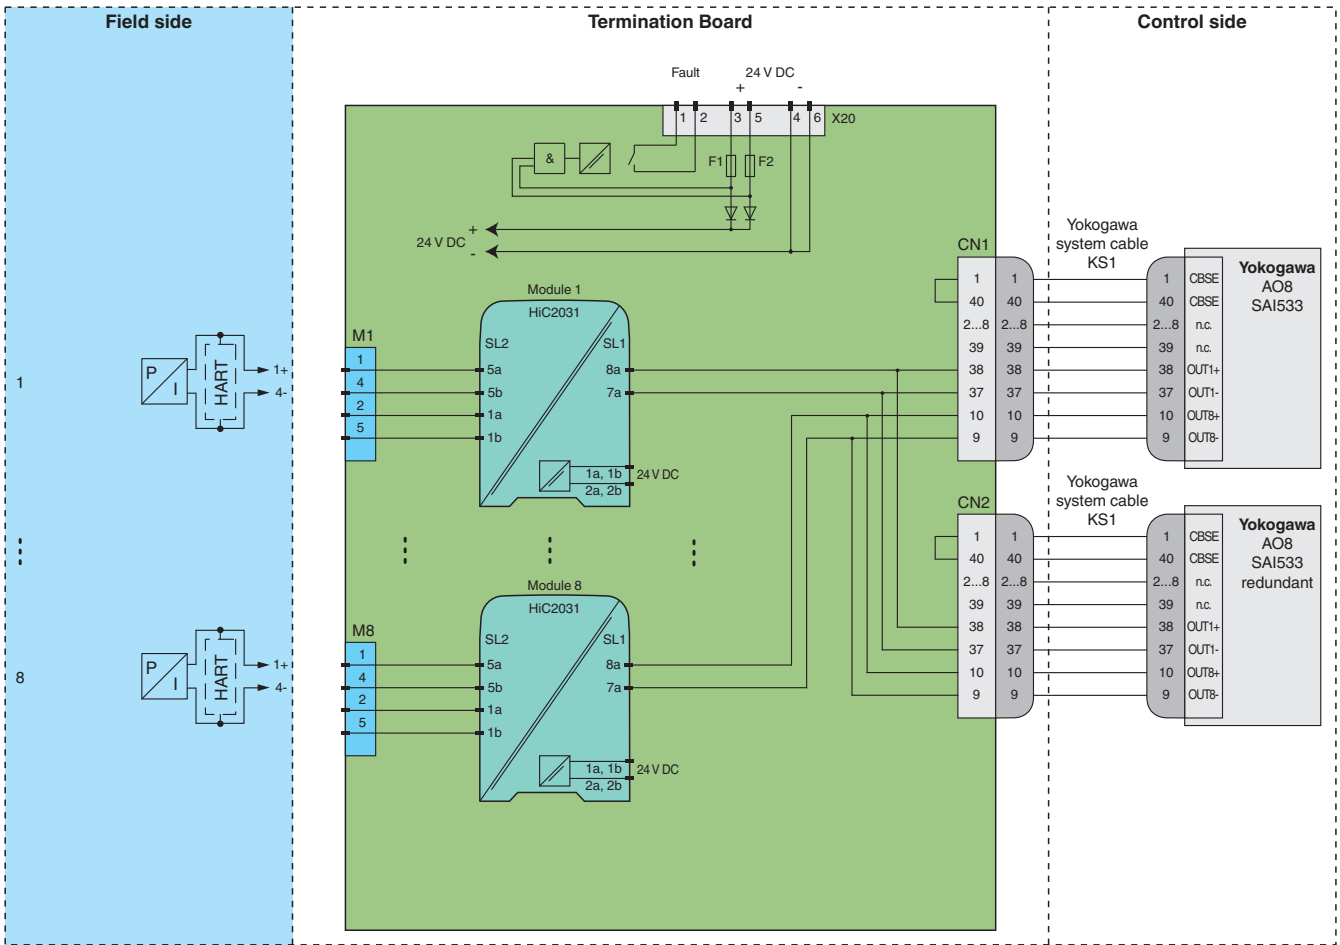 Field side
Termination Board
Control side
Fault
24 V DC
+ -
1 2 3 5 4 6 X20
& F1 F2
+
24 V DC
-
Module 1
HiC2031
SL2 SL1
M1
1
4
2
5
5a
5b
1a
1b
8a
7a
1a, 1b
2a, 2b
24 V DC
1
P
I
HART
1+
4-
Module 8
HiC2031
SL2 SL1
M8
1
4
2
5
5a
5b
1a
1b
8a
7a
1a, 1b
2a, 2b
24 V DC
8
P
I
HART
1+
4-
CN1
Yokogawa
system cable
KS1
Yokogawa
AO8
SAI533
1 1 1 CBSE
40 40 40 CBSE
2...8 2...8 2...8 n.c.
39 39 39 n.c.
38 38 38 OUT1+
37 37 37 OUT1-
10 10 10 OUT8+
9 9 9 OUT8-
CN2
Yokogawa
system cable
KS1
Yokogawa
AO8
SAI533
redundant
1 1 1 CBSE
40 40 40 CBSE
2...8 2...8 2...8 n.c.
39 39 39 n.c.
38 38 38 OUT1+
37 37 37 OUT1-
10 10 10 OUT8+
9 9 9 OUT8-